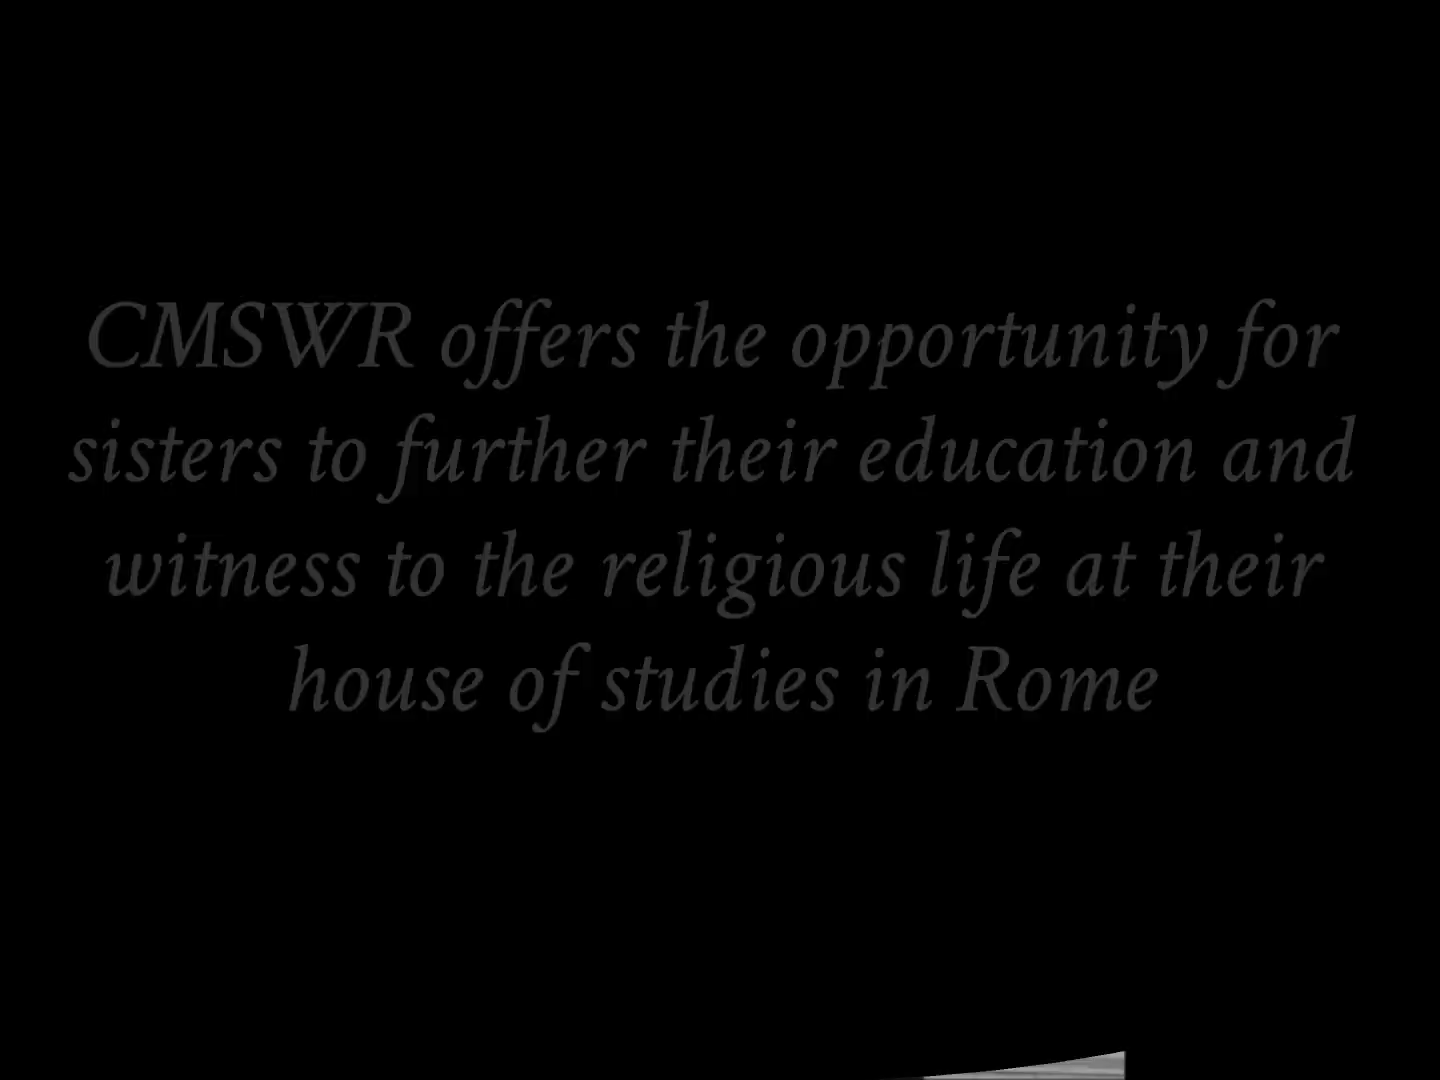 CMSWR offers the opportunity for
sisters to further their education and
witness to the religious life at their
house of studies in Rome